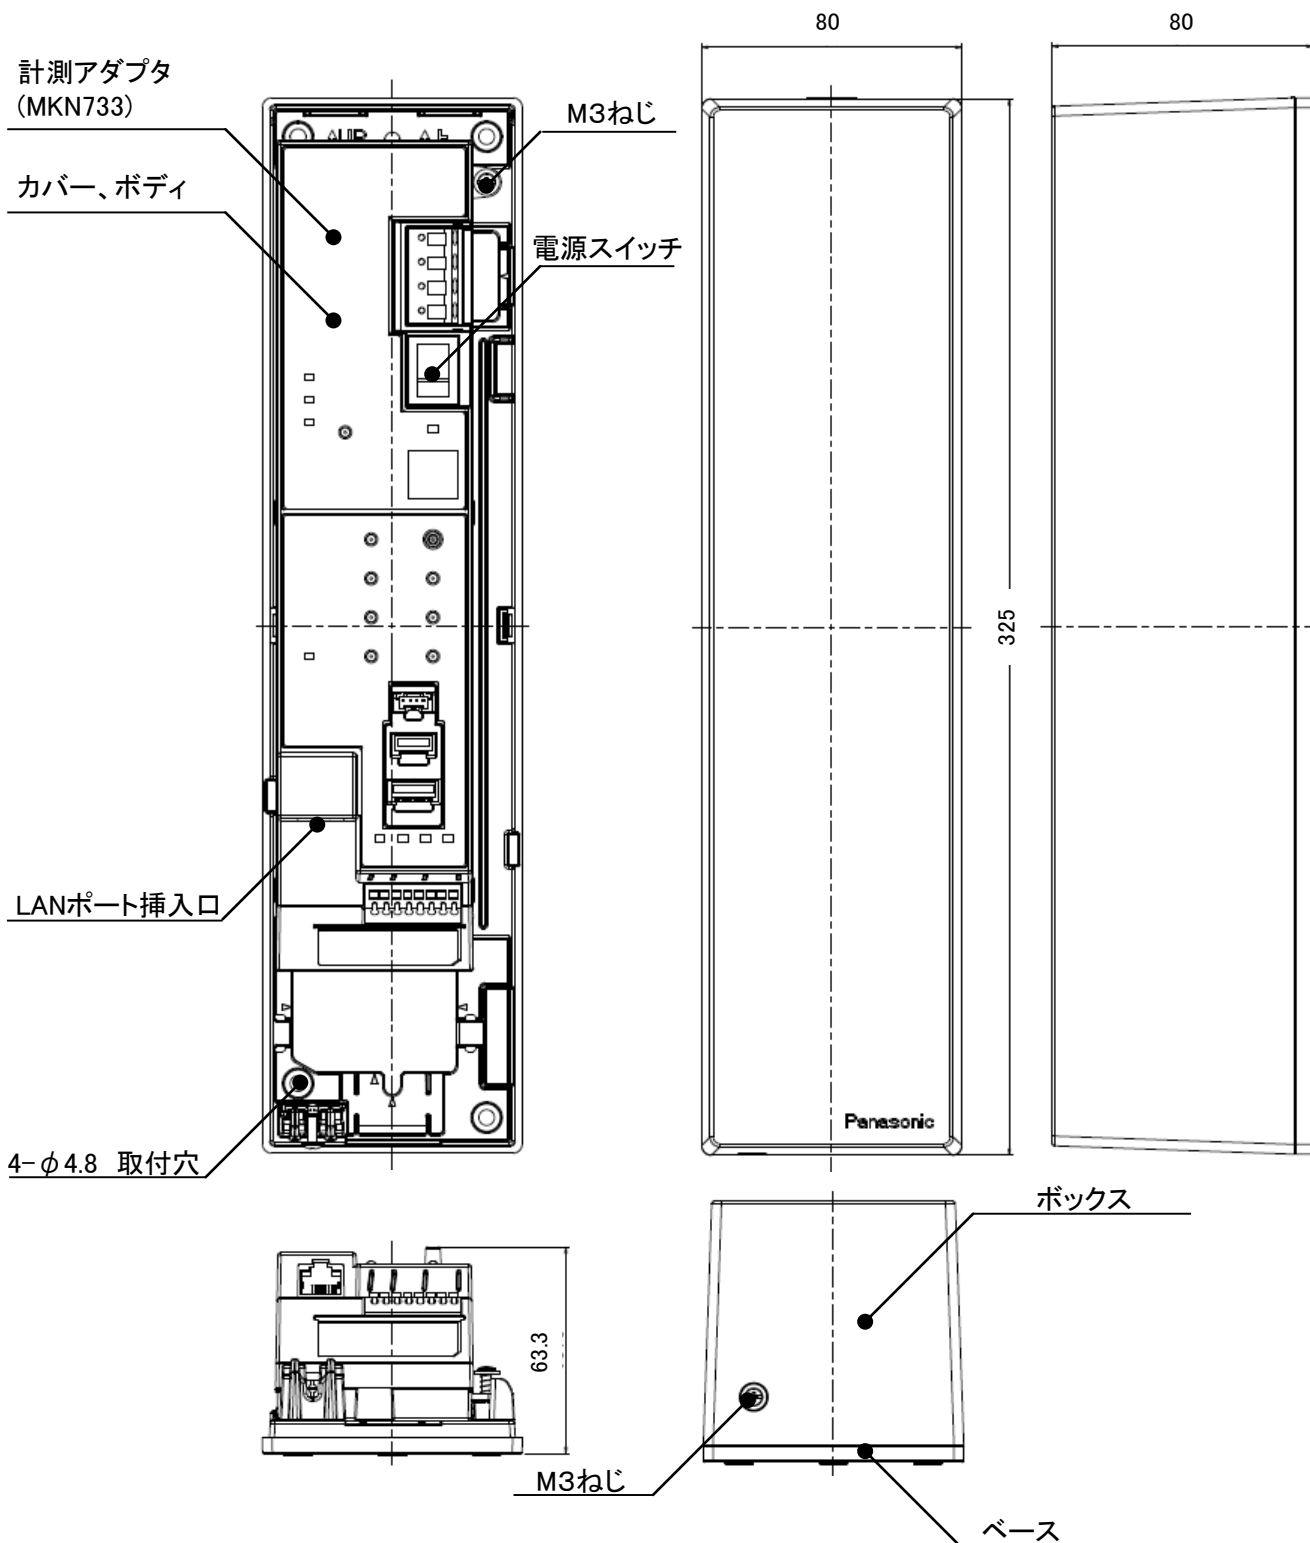 80
80
計測アダプタ
(MKN733)
M3ねじ
カバー、ボディ
電源スイッチ
325
LANポート挿入口
Panasonic
4-φ4.8 取付穴
ボックス
63.3
M3ねじ
ベース